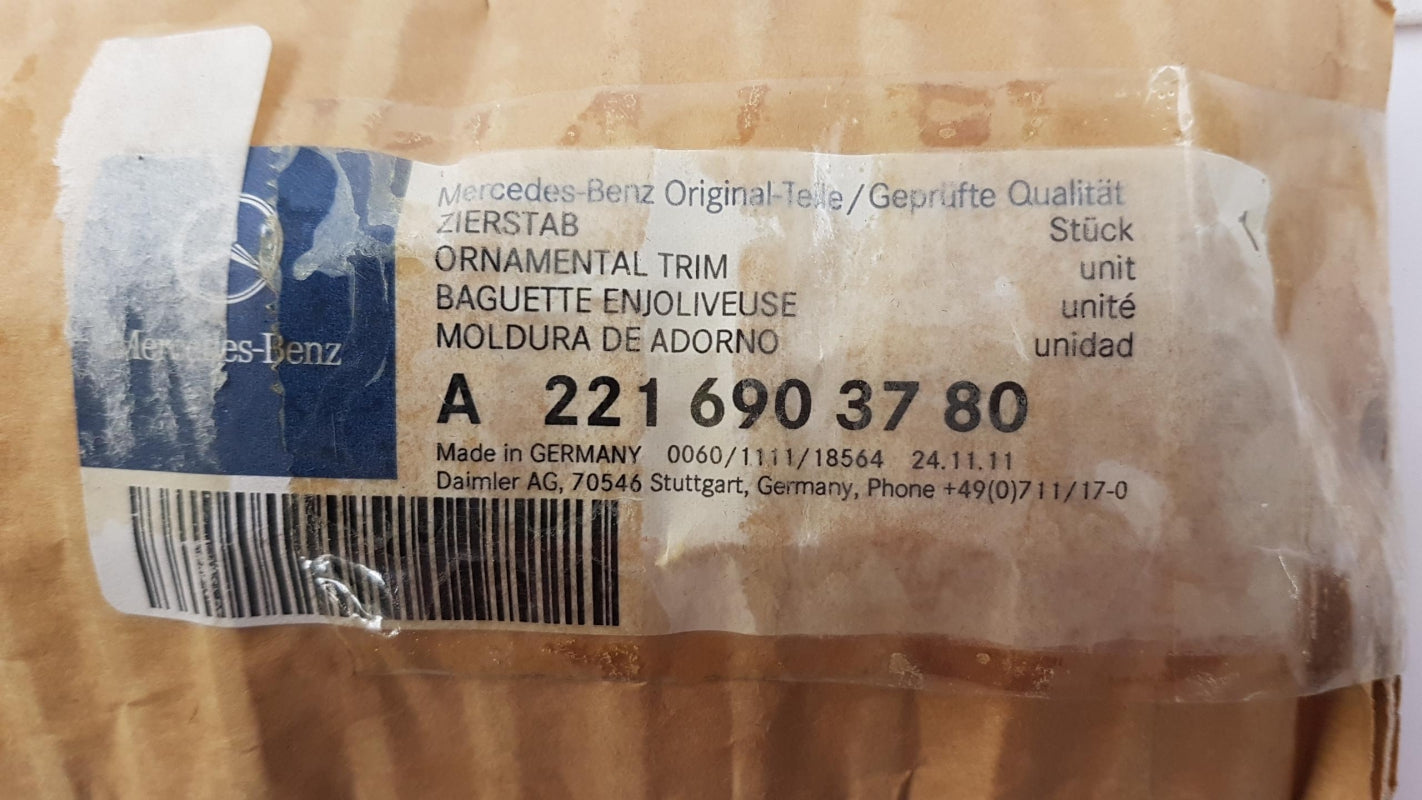 Mercedes-Benz
Mercedes-Benz Original-Teile/Geprüfte Qualität
ZIERSTAB Stück
ORNAMENTAL TRIM unit
BAGUETTE ENJOLIVEUSE unité
MOLDURA DE ADORNO unidad
A 221 690 37 80
Made in GERMANY 0060/1111/18564 24.11.11
Daimler AG, 70546 Stuttgart, Germany, Phone +49(0)711/17-0